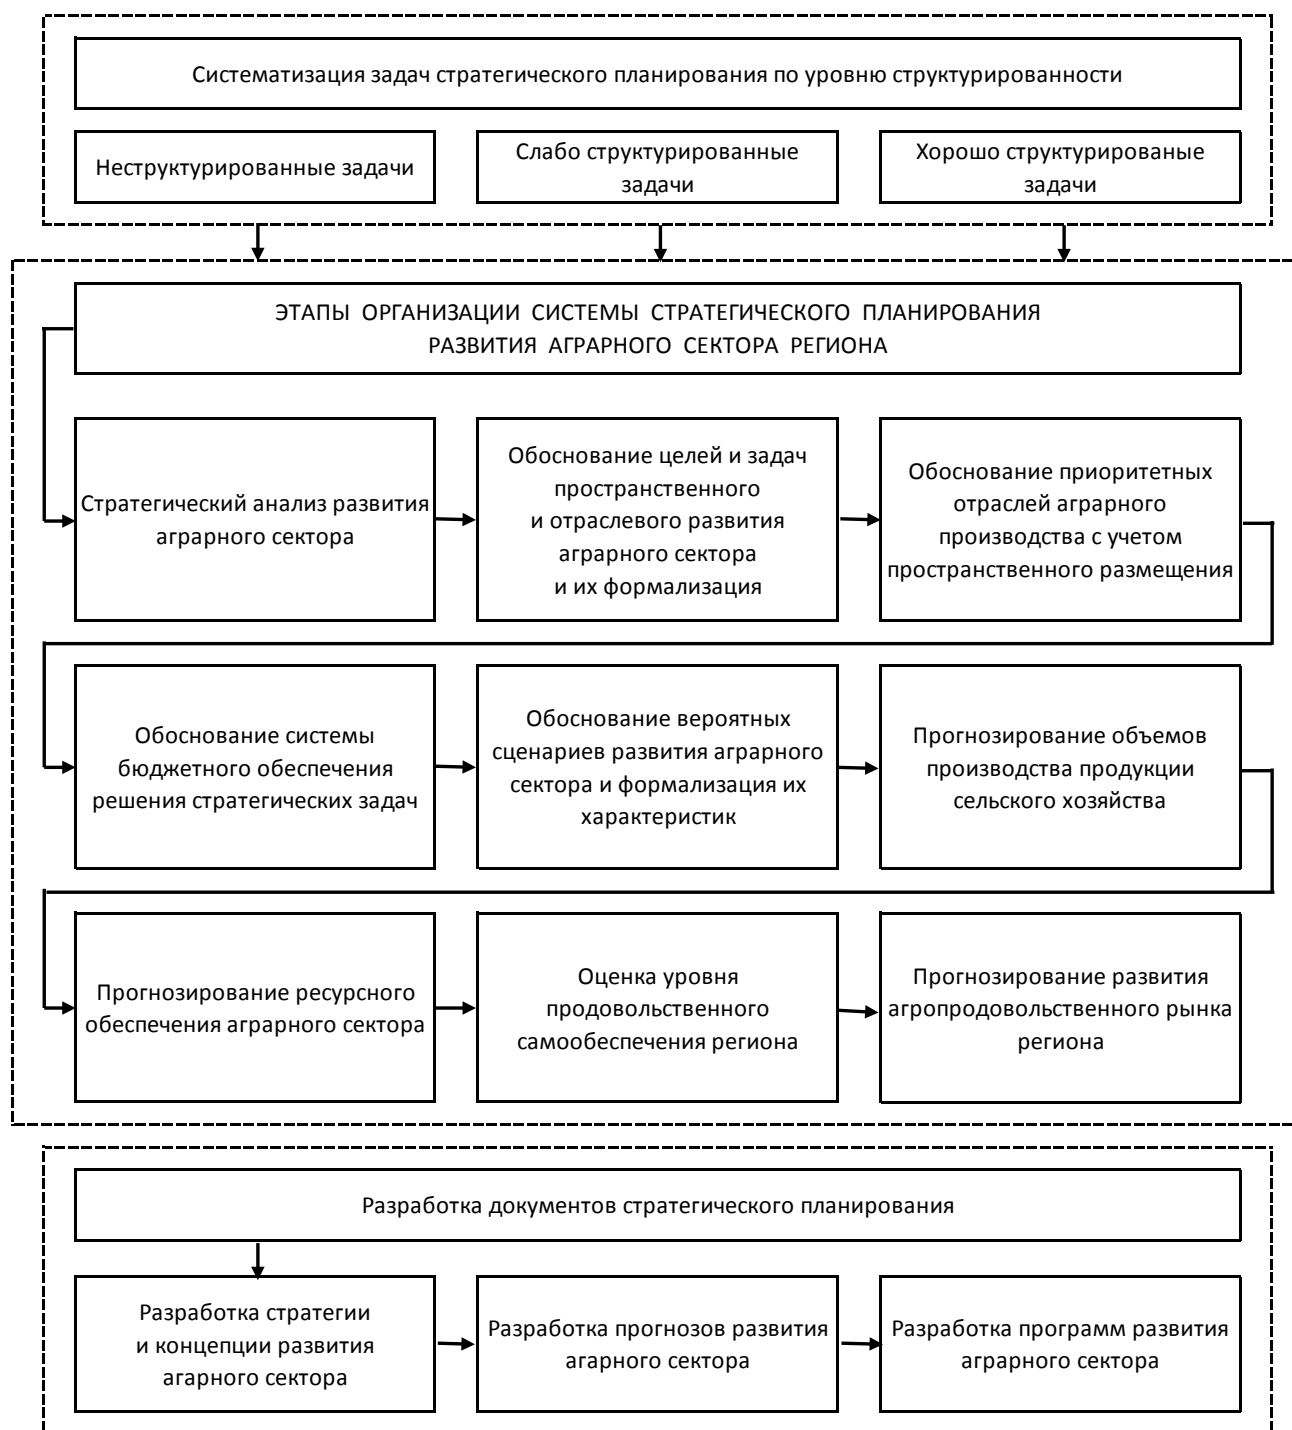 Систематизация задач стратегического планирования по уровню структурированности
Неструктурированные задачи
Слабо структурированные
задачи
Хорошо структурированые
задачи
ЭТАПЫ ОРГАНИЗАЦИИ СИСТЕМЫ СТРАТЕГИЧЕСКОГО ПЛАНИРОВАНИЯ
РАЗВИТИЯ АГРАРНОГО СЕКТОРА РЕГИОНА
Стратегический анализ развития
аграрного сектора
Обоснование целей и задач
пространственного
и отраслевого развития
аграрного сектора
и их формализация
Обоснование приоритетных
отраслей аграрного
производства с учетом
пространственного размещения
Обоснование системы
бюджетного обеспечения
решения стратегических задач
Обоснование вероятных
сценариев развития аграрного
сектора и формализация их
характеристик
Прогнозирование объемов
производства продукции
сельского хозяйства
Прогнозирование ресурсного
обеспечения аграрного сектора
Оценка уровня
продовольственного
самообеспечения региона
Прогнозирование развития
агропродовольственного рынка
региона
Разработка документов стратегического планирования
Разработка стратегии
и концепции развития
агарного сектора
Разработка прогнозов развития
агарного сектора
Разработка программ развития
аграрного сектора